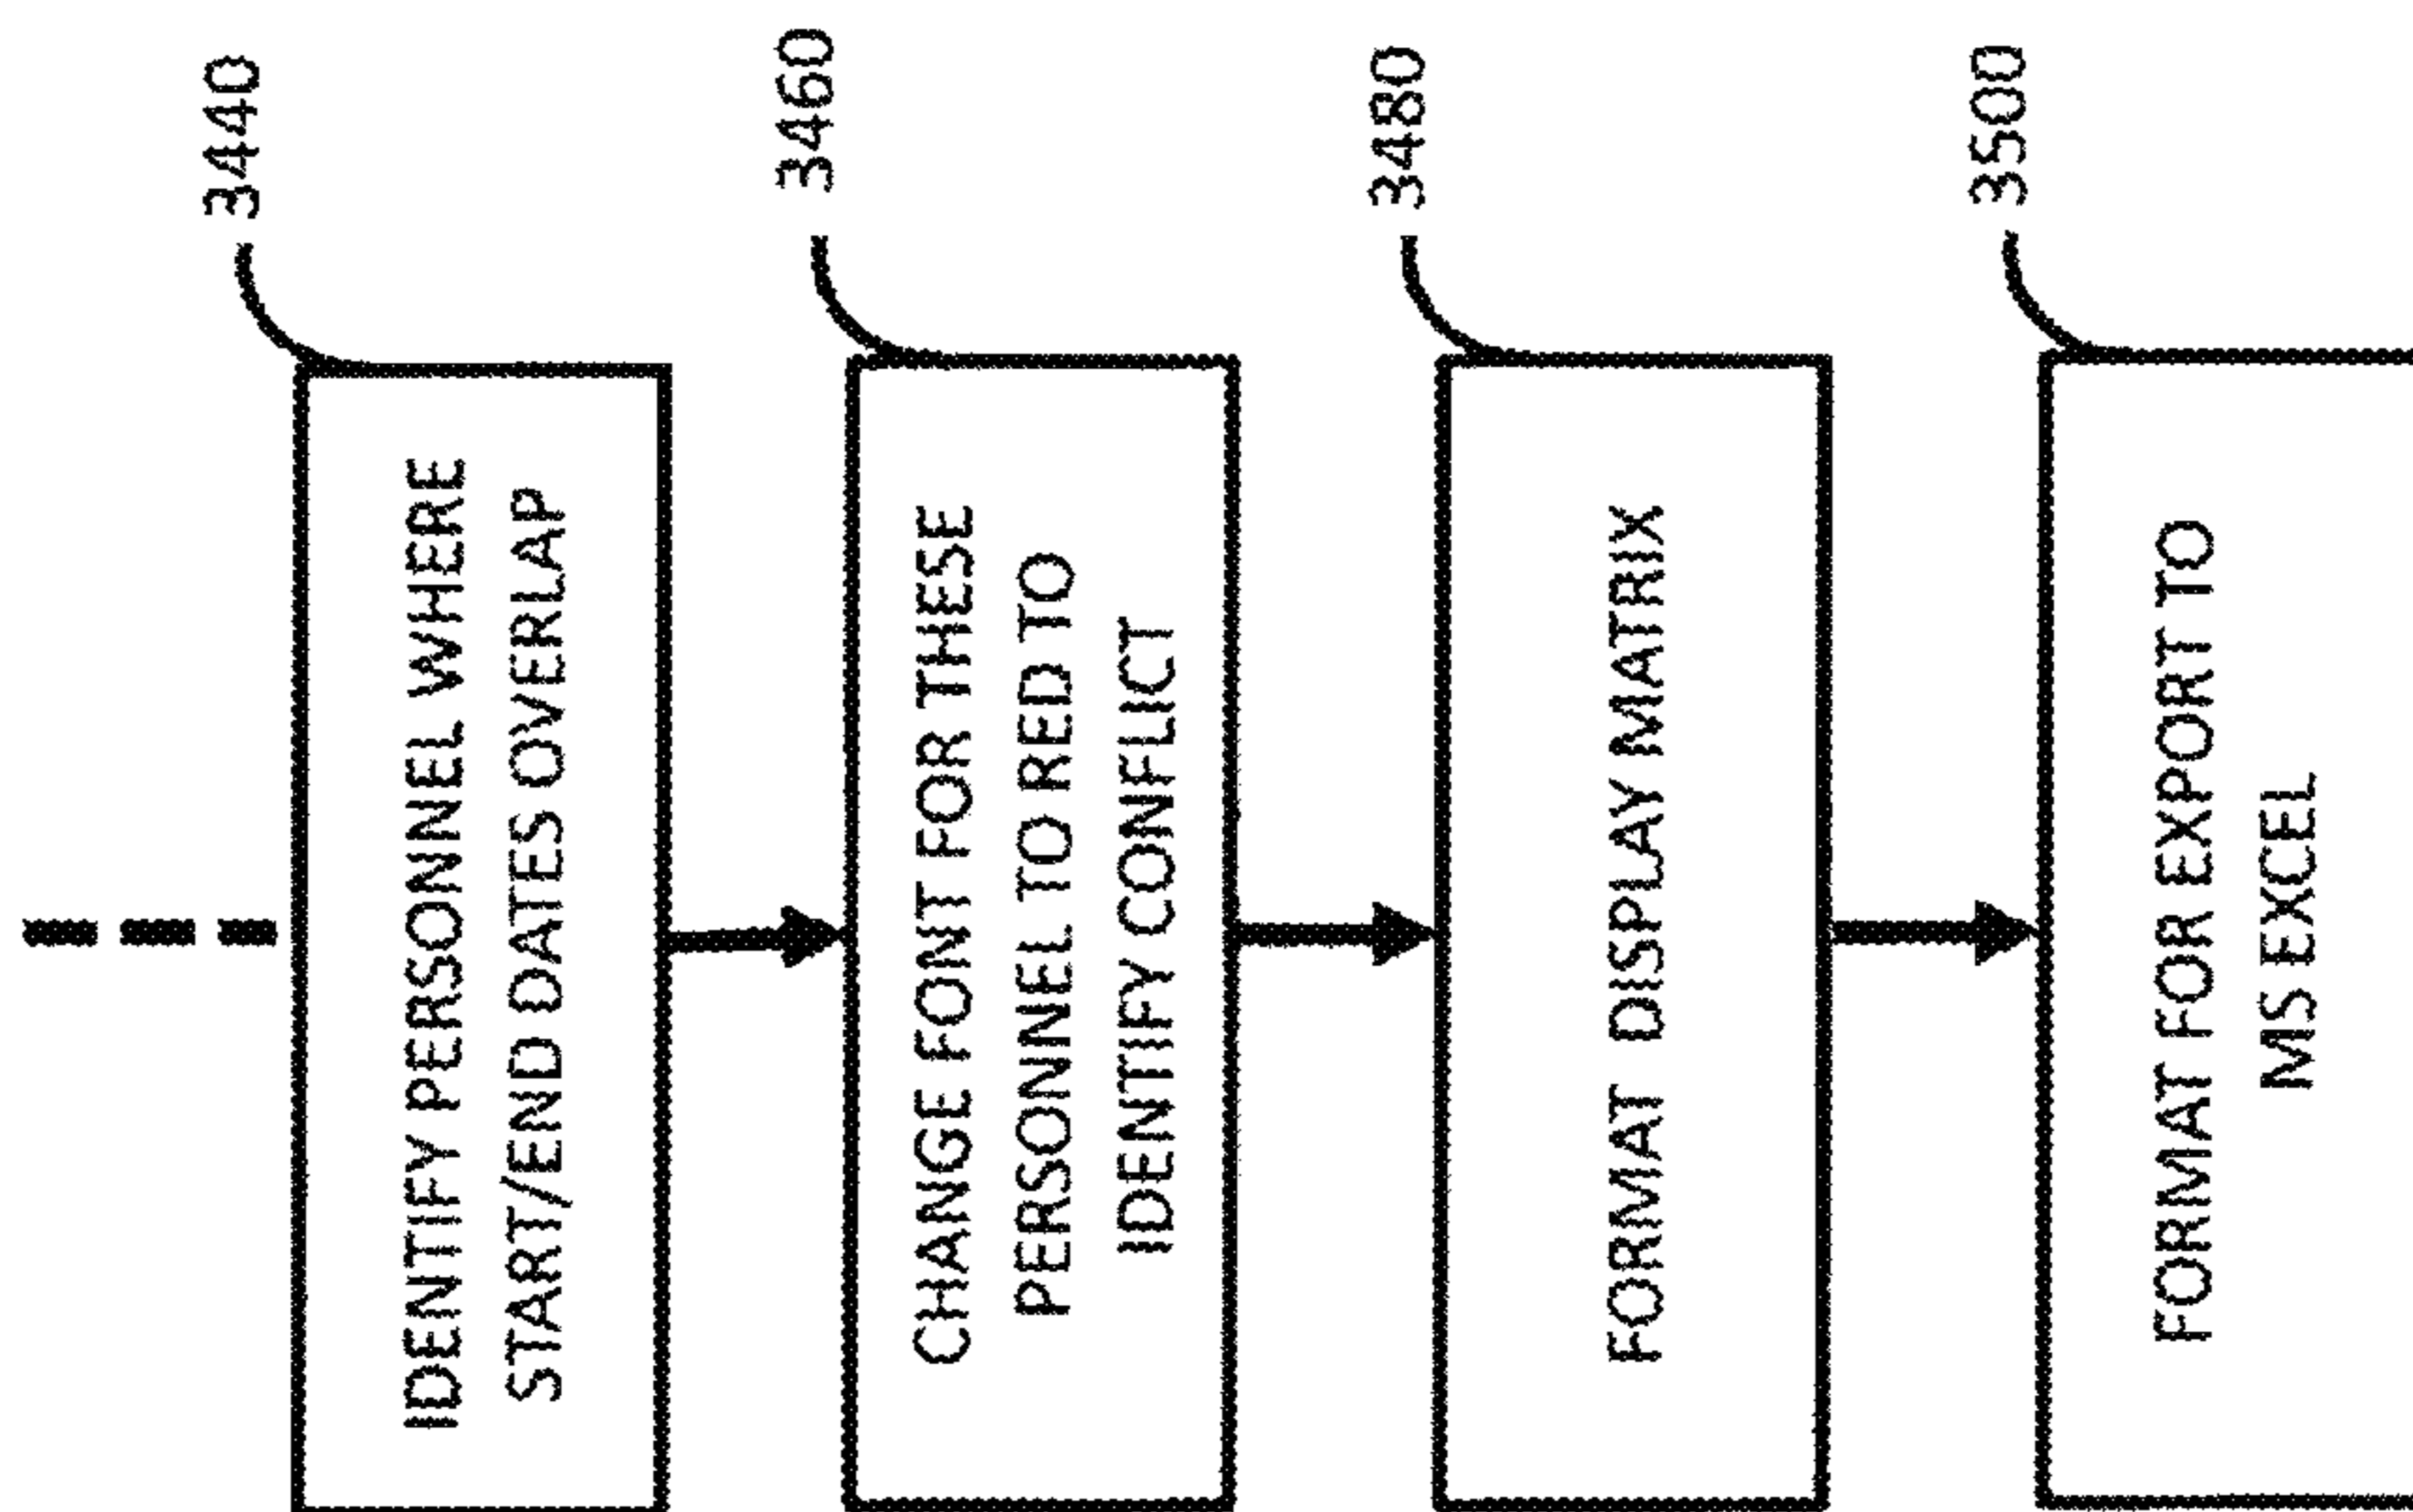 3440
IDENTIFY PERSONNEL WHERE
START/END DATES OVERLAP
3460
CHANGE FONT FOR THESE
PERSONNEL TO RED TO
IDENTIFY CONFLICT
3480
FORMAT DISPLAY MATRIX
3500
FORMAT FOR EXPORT TO
MS EXCEL